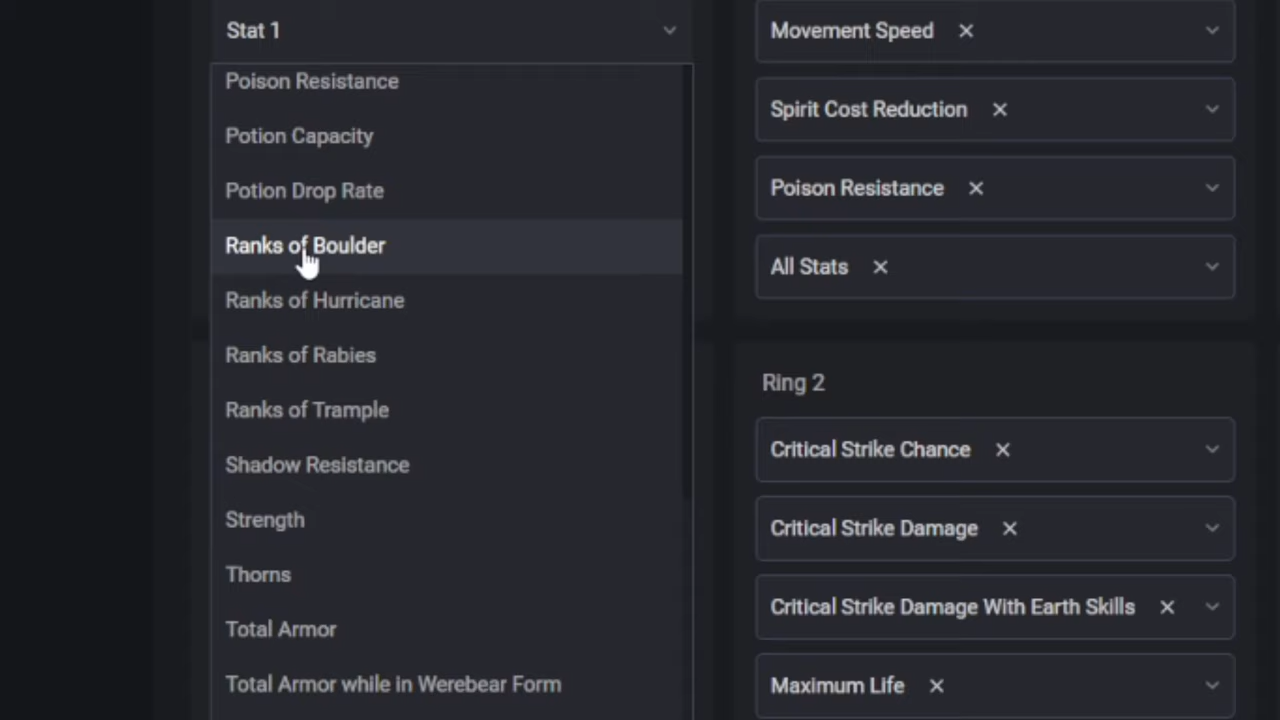 Stat 1
Poison Resistance
Potion Capacity
Potion Drop Rate
Ranks of Boulder
Ranks of Hurricane
Ranks of Rabies
Ranks of Trample
Shadow Resistance
Strength
Thorns
Total Armor
Total Armor while in Werebear Form
Movement Speed
Spirit Cost Reduction
Poison Resistance
All Stats
Ring 2
Critical Strike Chance
Critical Strike Damage
Critical Strike Damage With Earth Skills
Maximum Life